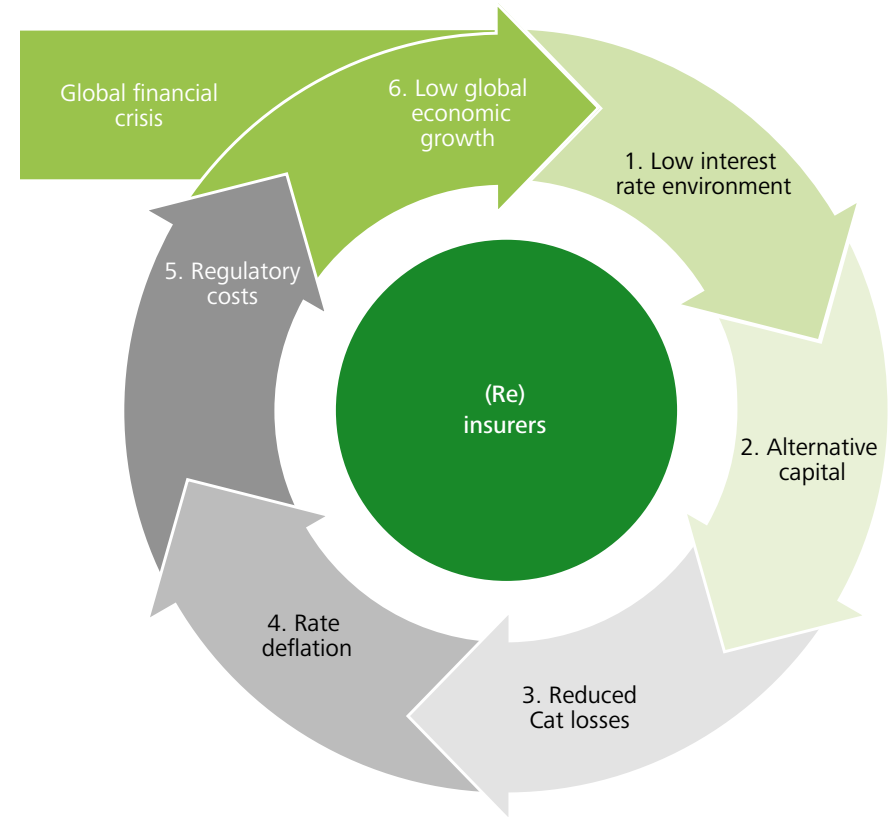 Global financial
crisis
6. Low global
economic
growth
1. Low interest
rate environment
5. Regulatory
costs
(Re)
insurers
2. Alternative
capital
4. Rate
deflation
3. Reduced
Cat losses